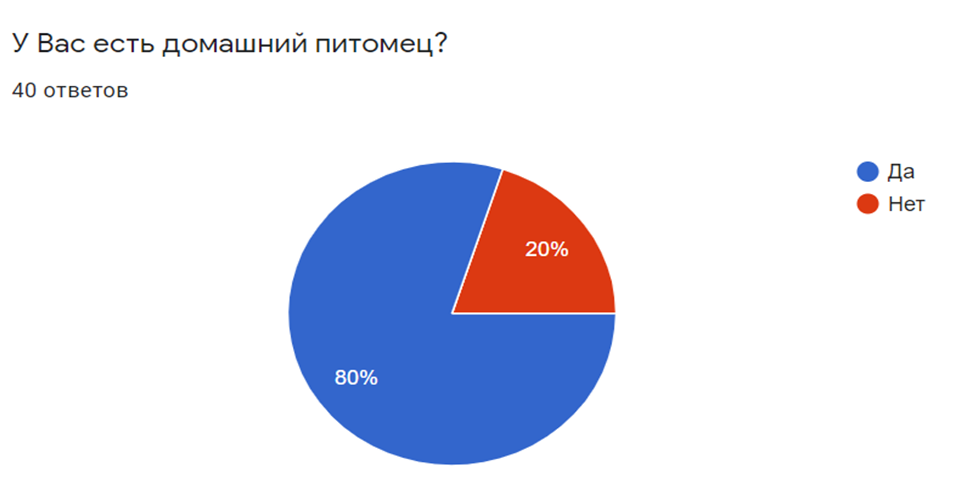 У Вас есть домашний питомец?
40 ответов
Да
Нет
20%
80%